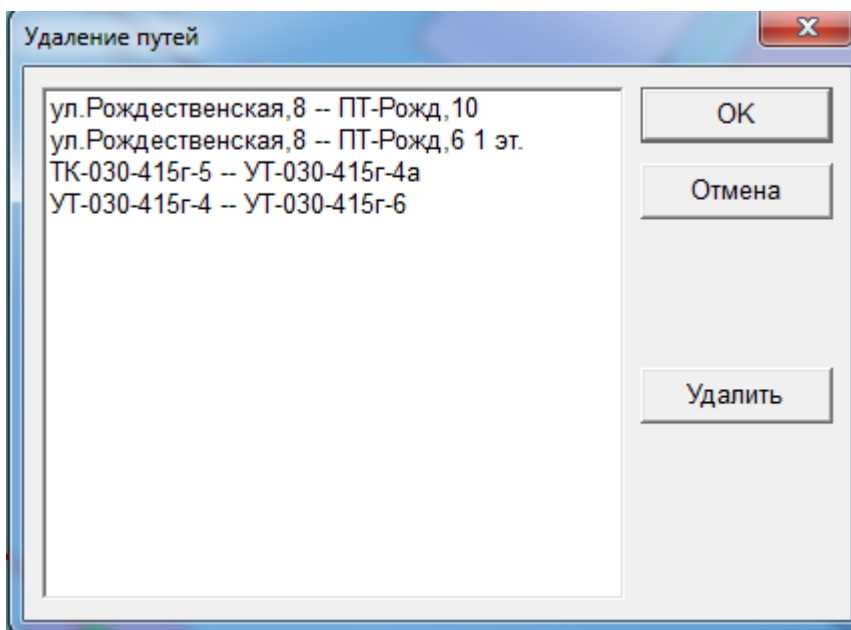 Удаление путей
ул.Рождественская,8 -- ПТ-Рожд,10
ул.Рождественская,8 -- ПТ-Рожд,6 1 эт.
ТК-030-415г-5 -- УТ-030-415г-4а
УТ-030-415г-4 -- УТ-030-415г-6
OK
Отмена
Удалить